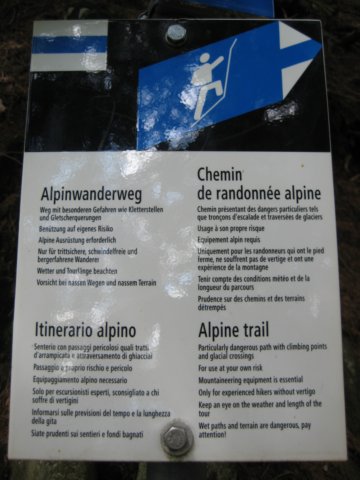 Alpinwanderweg
Weg mit besonderen Gefahren wie Kletterstellen
und Gletscherquerungen
Benützung auf eigenes Risiko
Alpine Ausrüstung erforderlich
Nur für trittsichere, schwindelfreie und
bergerfahrene Wanderer
Wetter und Tourlänge beachten
Vorsicht bei nassen Wegen und nassem Terrain
Chemin
de randonnée alpine
Chemin présentant des dangers particuliers tels
que tronçons d'escalade et traversées de glaciers
Usage à son propre risque
Equipement alpin requis
Uniquement pour les randonneurs qui ont le pied
ferme, ne souffrent pas de vertige et ont une
expérience de la montagne
Tenir compte des conditions météo et de la
longueur du parcours
Prudence sur des chemins et des terrains
détrempés
Itinerario alpino
Senterio con passaggi pericolosi quali tratti
d'arrampicata e attraversamento di ghiacciai
Passaggio a proprio rischio e pericolo
Equipaggiamento alpino necessario
Solo per escursionisti esperti, sconsigliato a chi
soffre di vertigini
Informarsi sulle previsioni del tempo e la lunghezza
della gita
Siate prudenti sui sentieri e fondi bagnati
Alpine trail
Particularly dangerous path with climbing points
and glacial crossings
For use at your own risk
Mountaineering equipment is essential
Only for experienced hikers without vertigo
Keep an eye on the weather and length of the
tour
Wet paths and terrain are dangerous, pay
attention!